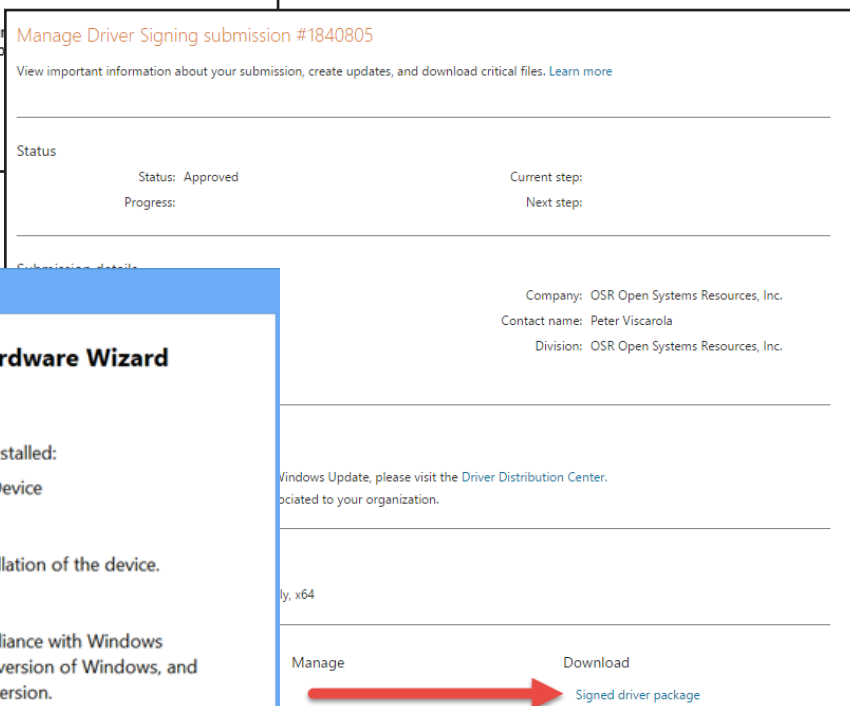 Manage Driver Signing submission #1840805
View important information about your submission, create updates, and download critical files. Learn more
Status
Status: Approved
Current step:
Progress:
Next step:
Submission details
Company: OSR Open Systems Resources, Inc.
Contact name: Peter Viscarola
Division: OSR Open Systems Resources, Inc.
Windows Update, please visit the Driver Distribution Center.
ociated to your organization.
ly, x64
Manage
Download
Signed driver package
rdware Wizard
stalled:
Device
llation of the device.
liance with Windows
version of Windows, and
ersion.